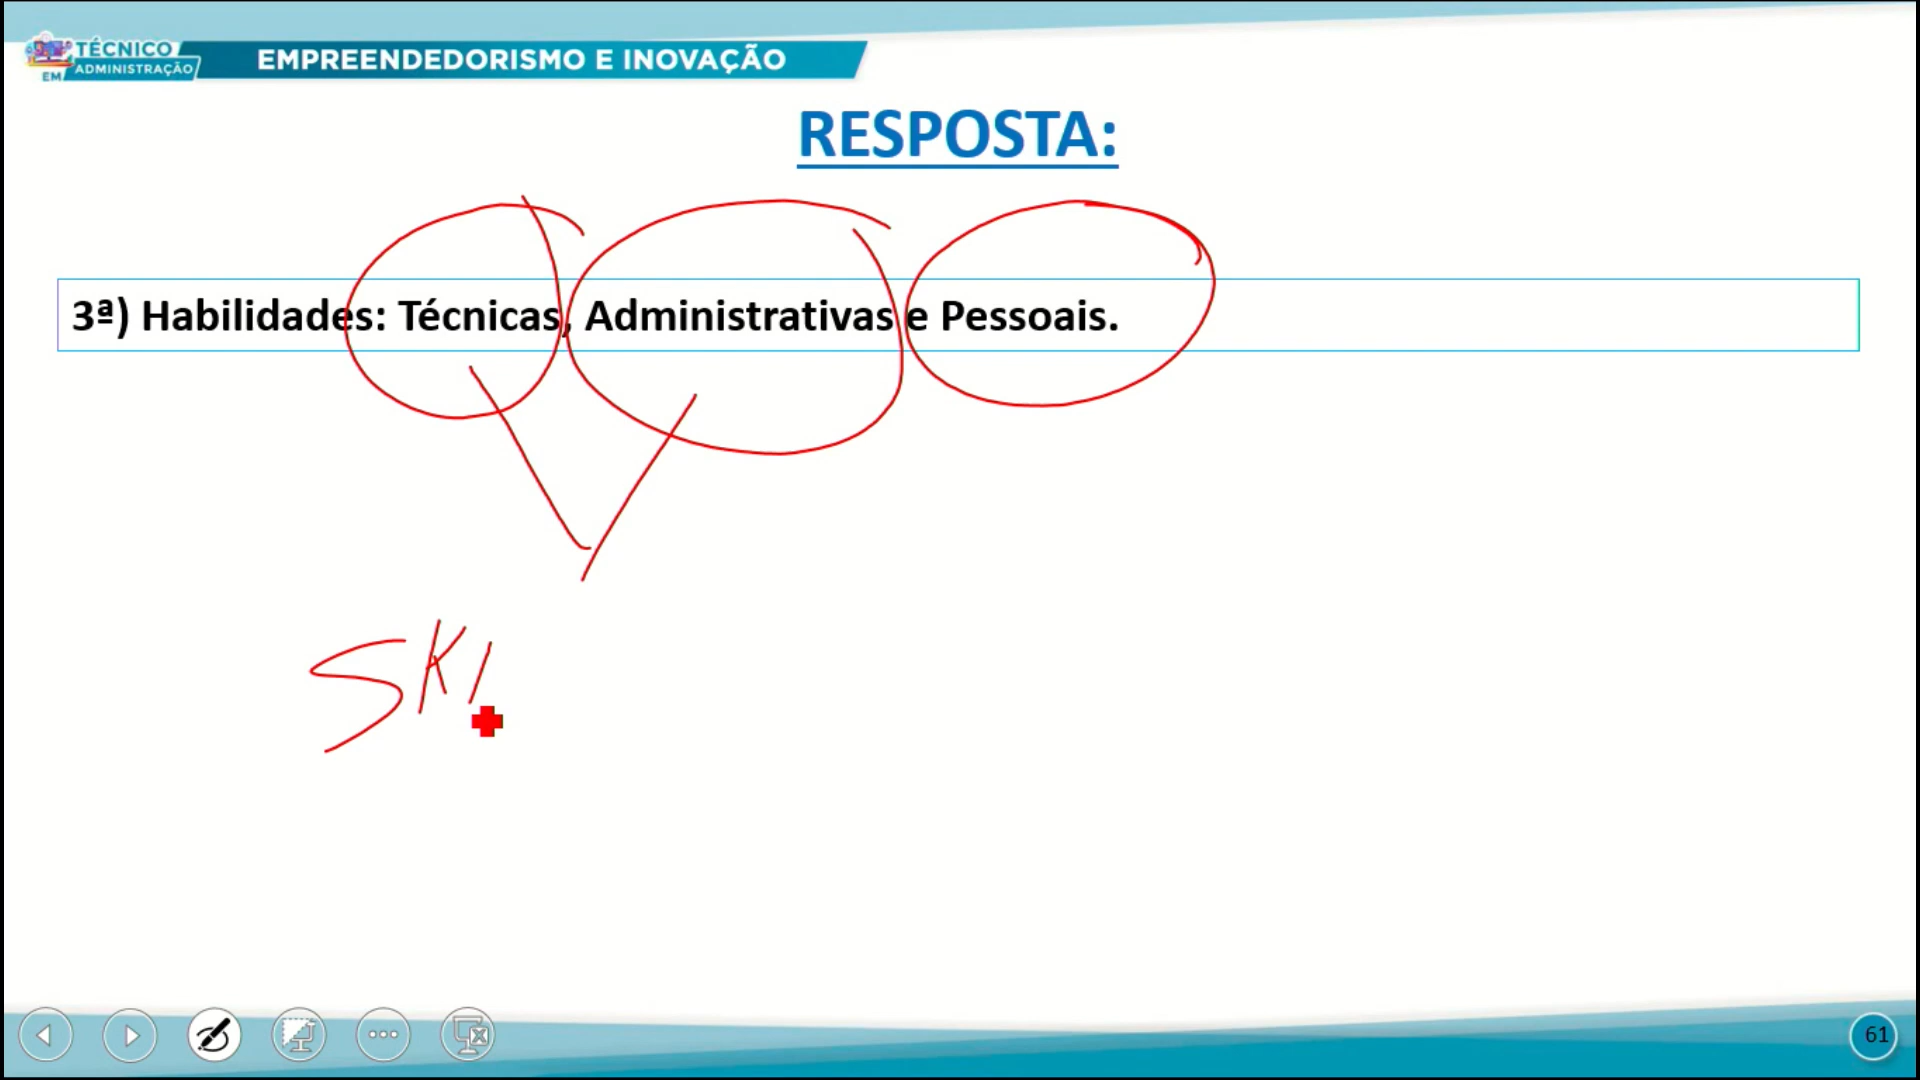 TÉCNICO
EM ADMINISTRAÇÃO
EMPREENDEDORISMO E INOVAÇÃO
RESPOSTA:
3ª) Habilidades: Técnicas, Administrativas e Pessoais.
SKI
61